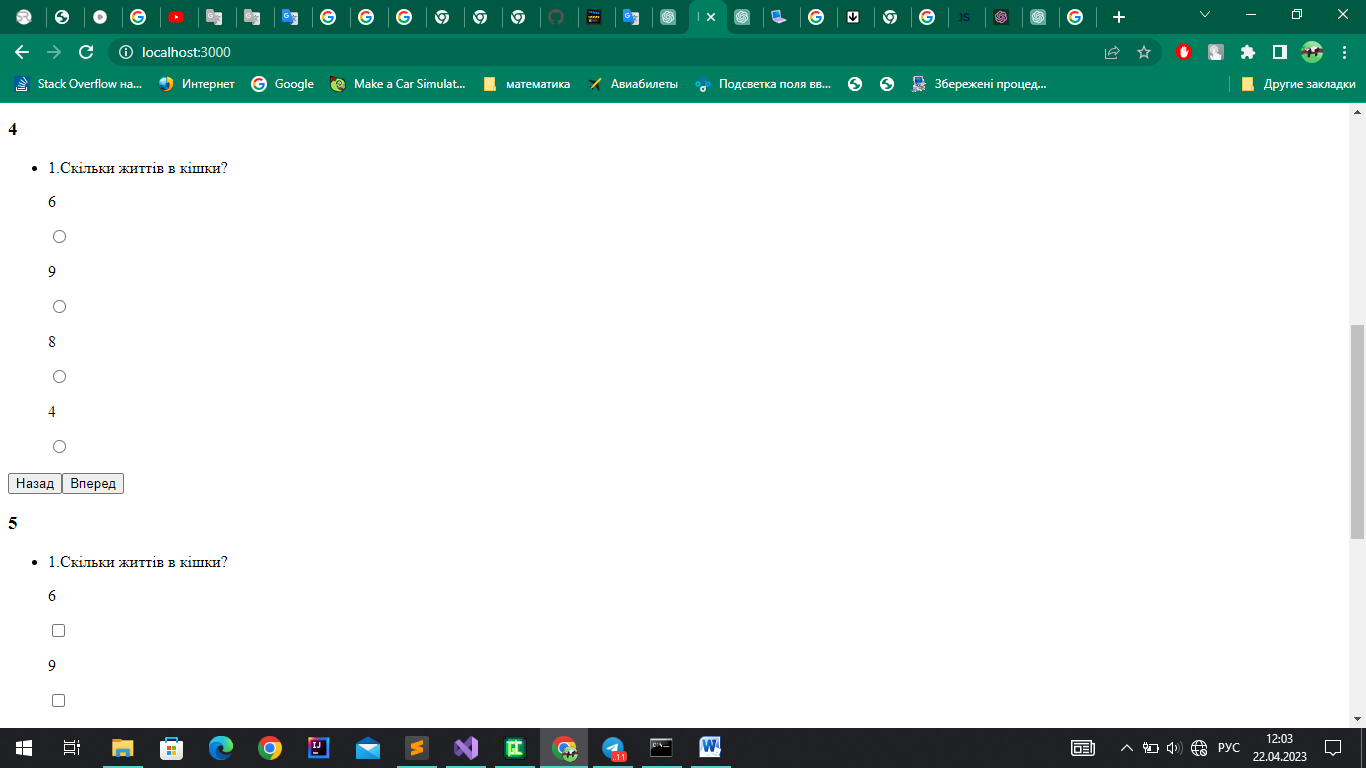 JS
localhost:3000
Stack Overflow на... Интернет Google Make a Car Simulat... математика Авиабилеты Подсветка поля вв... Збережені процед... Другие закладки
4
1.Скільки життів в кішки?
6
9
8
4
Назад Вперед
5
1.Скільки життів в кішки?
6
9
12:03
РУС
22.04.2023